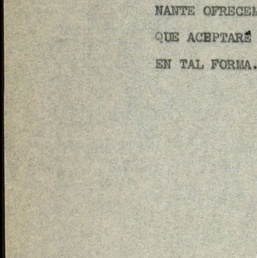 NANTE OFRECEM
QUE ACEPTARÉ
EN TAL FORMA.